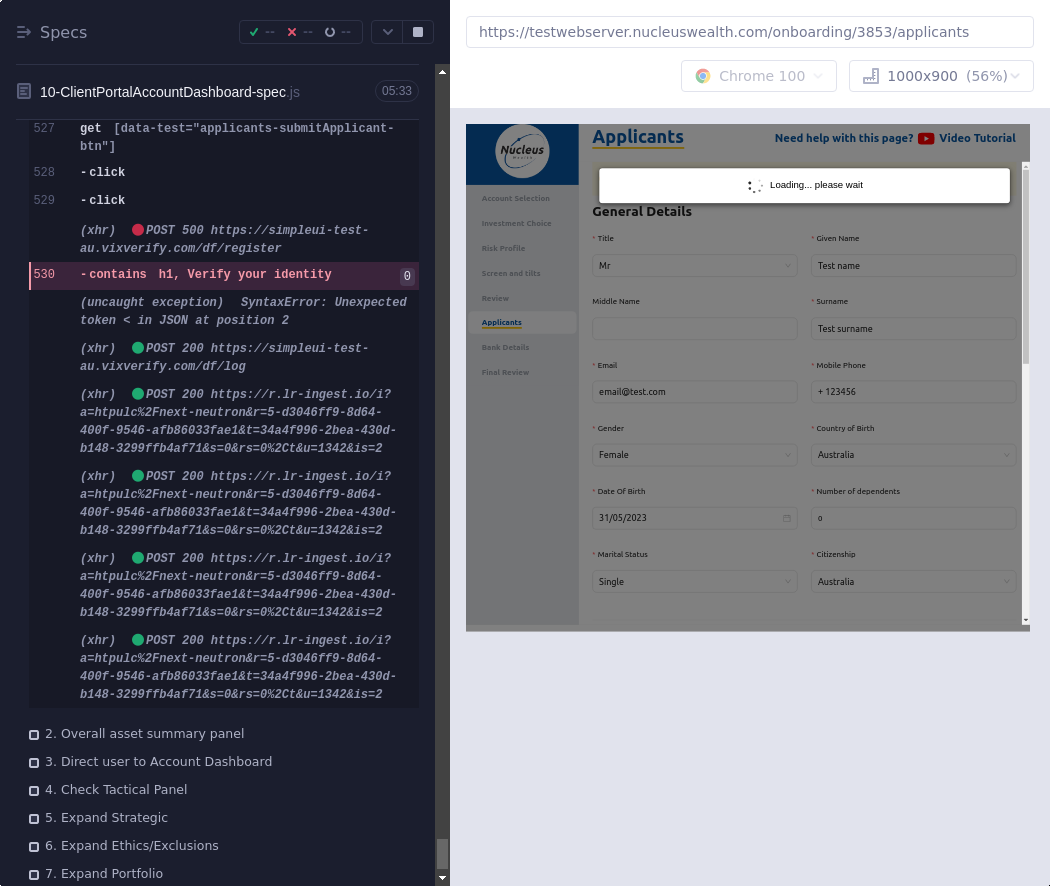 Specs
-- -- --
10-ClientPortalAccountDashboard-spec.js 05:33
527 get [data-test="applicants-submitApplicant-
btn"]
528 -click
529 -click
(xhr) POST 500 https://simpleui-test-
au.vixverify.com/df/register
530 -contains h1, Verify your identity 0
(uncaught exception) SyntaxError: Unexpected
token < in JSON at position 2
(xhr) POST 200 https://simpleui-test-
au.vixverify.com/df/log
(xhr) POST 200 https://r.lr-ingest.io/i?
a=htpulc%2Fnext-neutron&r=5-d3046ff9-8d64-
400f-9546-afb86033fae1&t=34a4f996-2bea-430d-
b148-3299ffb4af71&s=0&rs=0%2Ct&u=1342&is=2
(xhr) POST 200 https://r.lr-ingest.io/i?
a=htpulc%2Fnext-neutron&r=5-d3046ff9-8d64-
400f-9546-afb86033fae1&t=34a4f996-2bea-430d-
b148-3299ffb4af71&s=0&rs=0%2Ct&u=1342&is=2
(xhr) POST 200 https://r.lr-ingest.io/i?
a=htpulc%2Fnext-neutron&r=5-d3046ff9-8d64-
400f-9546-afb86033fae1&t=34a4f996-2bea-430d-
b148-3299ffb4af71&s=0&rs=0%2Ct&u=1342&is=2
(xhr) POST 200 https://r.lr-ingest.io/i?
a=htpulc%2Fnext-neutron&r=5-d3046ff9-8d64-
400f-9546-afb86033fae1&t=34a4f996-2bea-430d-
b148-3299ffb4af71&s=0&rs=0%2Ct&u=1342&is=2
2. Overall asset summary panel
3. Direct user to Account Dashboard
4. Check Tactical Panel
5. Expand Strategic
6. Expand Ethics/Exclusions
7. Expand Portfolio
https://testwebserver.nucleuswealth.com/onboarding/3853/applicants
Chrome 100
1000x900 (56%)
Nucleus
Wealth
Account Selection
Investment Choice
Risk Profile
Screen and tilts
Review
Applicants
Bank Details
Final Review
Applicants
Need help with this page? Video Tutorial
Loading... please wait
General Details
* Title * Given Name
Mr Test name
Middle Name * Surname
Test surname
* Email * Mobile Phone
email@test.com + 123456
* Gender * Country of Birth
Female Australia
* Date Of Birth * Number of dependents
31/05/2023 0
* Marital Status * Citizenship
Single Australia